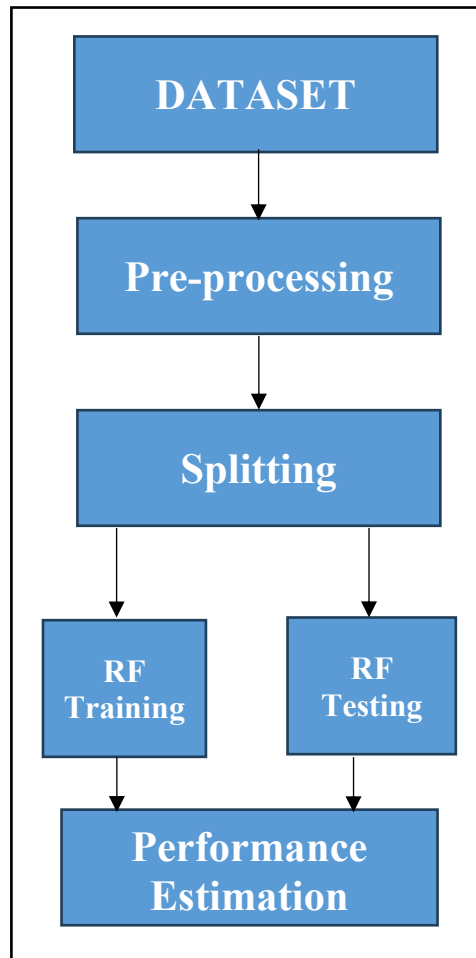 DATASET
Pre-processing
Splitting
RF
Training
RF
Testing
Performance
Estimation